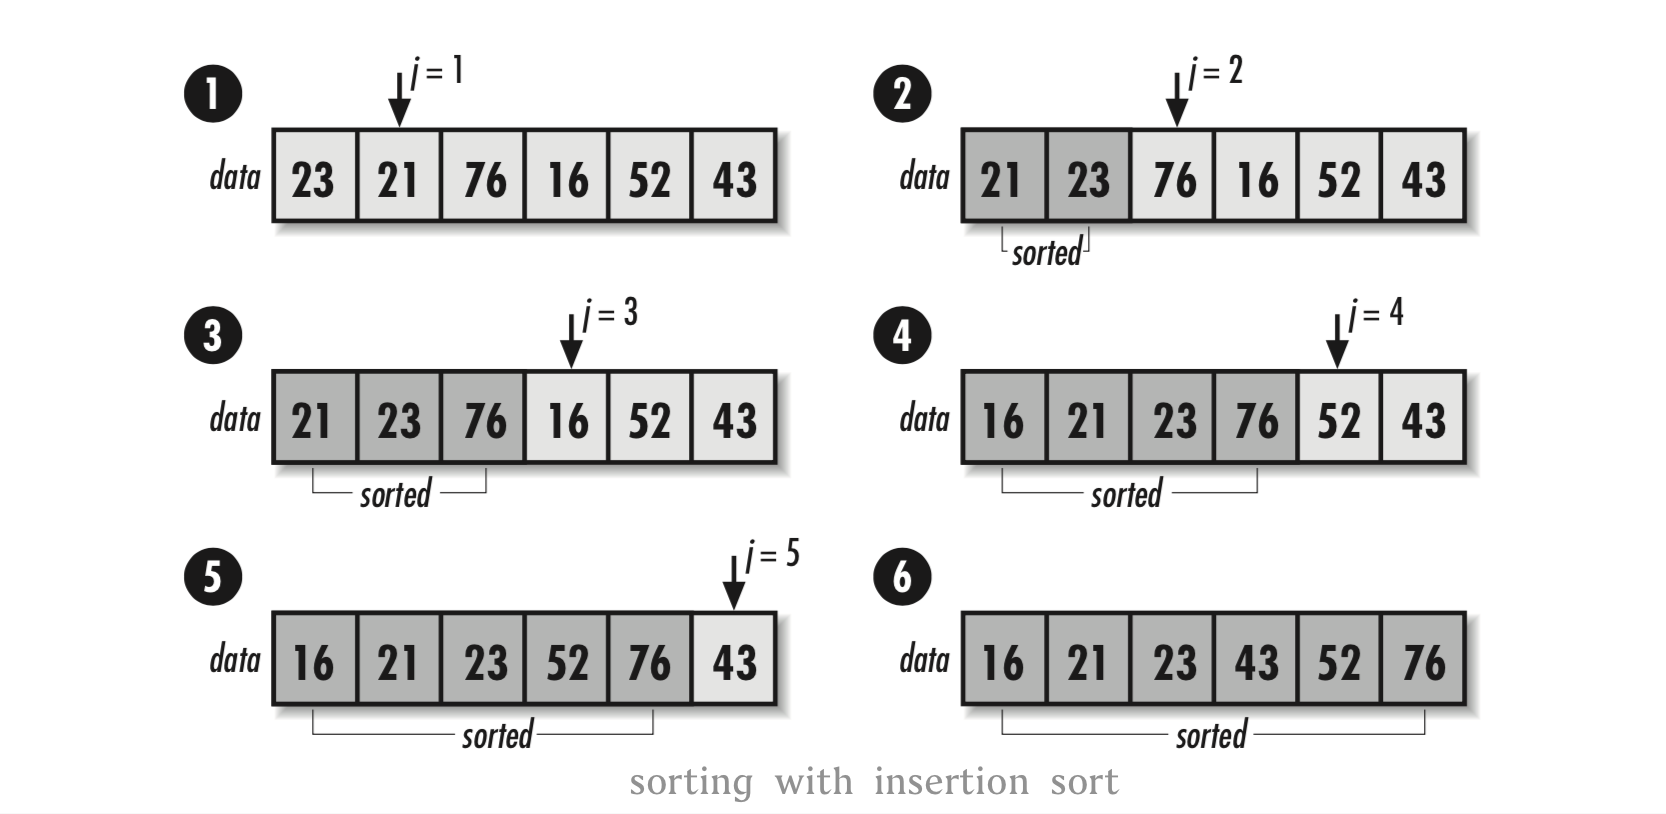 1 j = 1
data 23 21 76 16 52 43
2 j = 2
data 21 23 76 16 52 43
sorted
3 j = 3
data 21 23 76 16 52 43
sorted
4 j = 4
data 16 21 23 76 52 43
sorted
5 j = 5
data 16 21 23 52 76 43
sorted
6
data 16 21 23 43 52 76
sorted
sorting with insertion sort